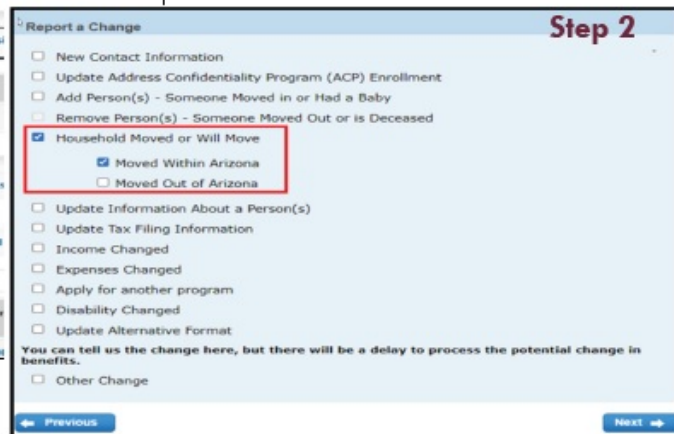 Report a Change
Step 2
New Contact Information
Update Address Confidentiality Program (ACP) Enrollment
Add Person(s) - Someone Moved in or Had a Baby
Remove Person(s) - Someone Moved Out or is Deceased
Household Moved or Will Move
Moved Within Arizona
Moved Out of Arizona
Update Information About a Person(s)
Update Tax Filing Information
Income Changed
Expenses Changed
Apply for another program
Disability Changed
Update Alternative Format
You can tell us the change here, but there will be a delay to process the potential change in
benefits.
Other Change
Previous
Next